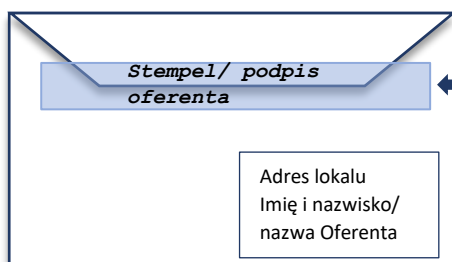 Stempel/ podpis
oferenta
Adres lokalu
Imię i nazwisko/
nazwa Oferenta